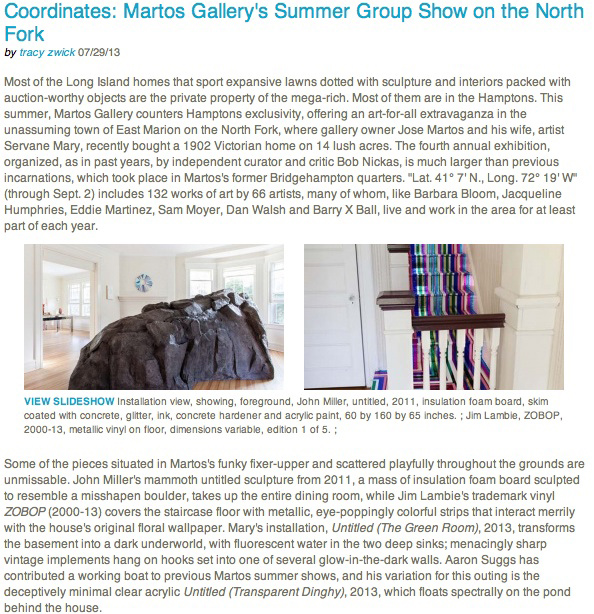 Coordinates: Martos Gallery's Summer Group Show on the North
Fork
by tracy zwick 07/29/13
Most of the Long Island homes that sport expansive lawns dotted with sculpture and interiors packed with
auction-worthy objects are the private property of the mega-rich. Most of them are in the Hamptons. This
summer, Martos Gallery counters Hamptons exclusivity, offering an art-for-all extravaganza in the
unassuming town of East Marion on the North Fork, where gallery owner Jose Martos and his wife, artist
Servane Mary, recently bought a 1902 Victorian home on 14 lush acres. The fourth annual exhibition,
organized, as in past years, by independent curator and critic Bob Nickas, is much larger than previous
incarnations, which took place in Martos's former Bridgehampton quarters. "Lat. 41° 7' N., Long. 72° 19' W"
(through Sept. 2) includes 132 works of art by 66 artists, many of whom, like Barbara Bloom, Jacqueline
Humphries, Eddie Martinez, Sam Moyer, Dan Walsh and Barry X Ball, live and work in the area for at least
part of each year.
VIEW SLIDESHOW Installation view, showing, foreground, John Miller, untitled, 2011, insulation foam board, skim
coated with concrete, glitter, ink, concrete hardener and acrylic paint, 60 by 160 by 65 inches. ; Jim Lambie, ZOBOP,
2000-13, metallic vinyl on floor, dimensions variable, edition 1 of 5. ;
Some of the pieces situated in Martos's funky fixer-upper and scattered playfully throughout the grounds are
unmissable. John Miller's mammoth untitled sculpture from 2011, a mass of insulation foam board sculpted
to resemble a misshapen boulder, takes up the entire dining room, while Jim Lambie's trademark vinyl
ZOBOP (2000-13) covers the staircase floor with metallic, eye-poppingly colorful strips that interact merrily
with the house's original floral wallpaper. Mary's installation, Untitled (The Green Room), 2013, transforms
the basement into a dark underworld, with fluorescent water in the two deep sinks; menacingly sharp
vintage implements hang on hooks set into one of several glow-in-the-dark walls. Aaron Suggs has
contributed a working boat to previous Martos summer shows, and his variation for this outing is the
deceptively minimal clear acrylic Untitled (Transparent Dinghy), 2013, which floats spectrally on the pond
behind the house.